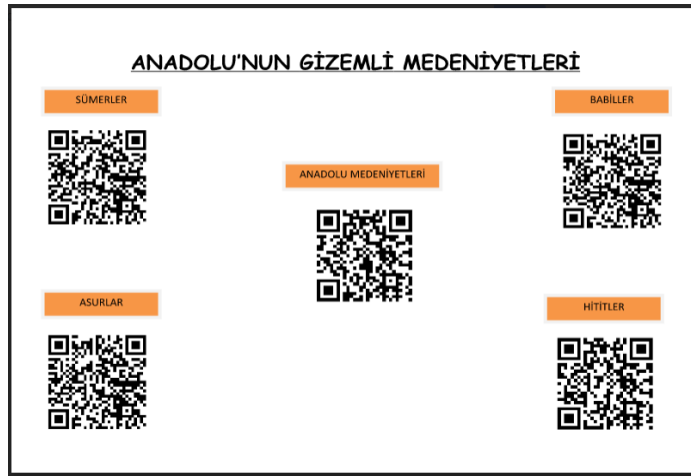 ANADOLU'NUN GİZEMLİ MEDENİYETLERİ
SÜMERLER
BABİLLER
ANADOLU MEDENİYETLERİ
ASURLAR
HİTİTLER